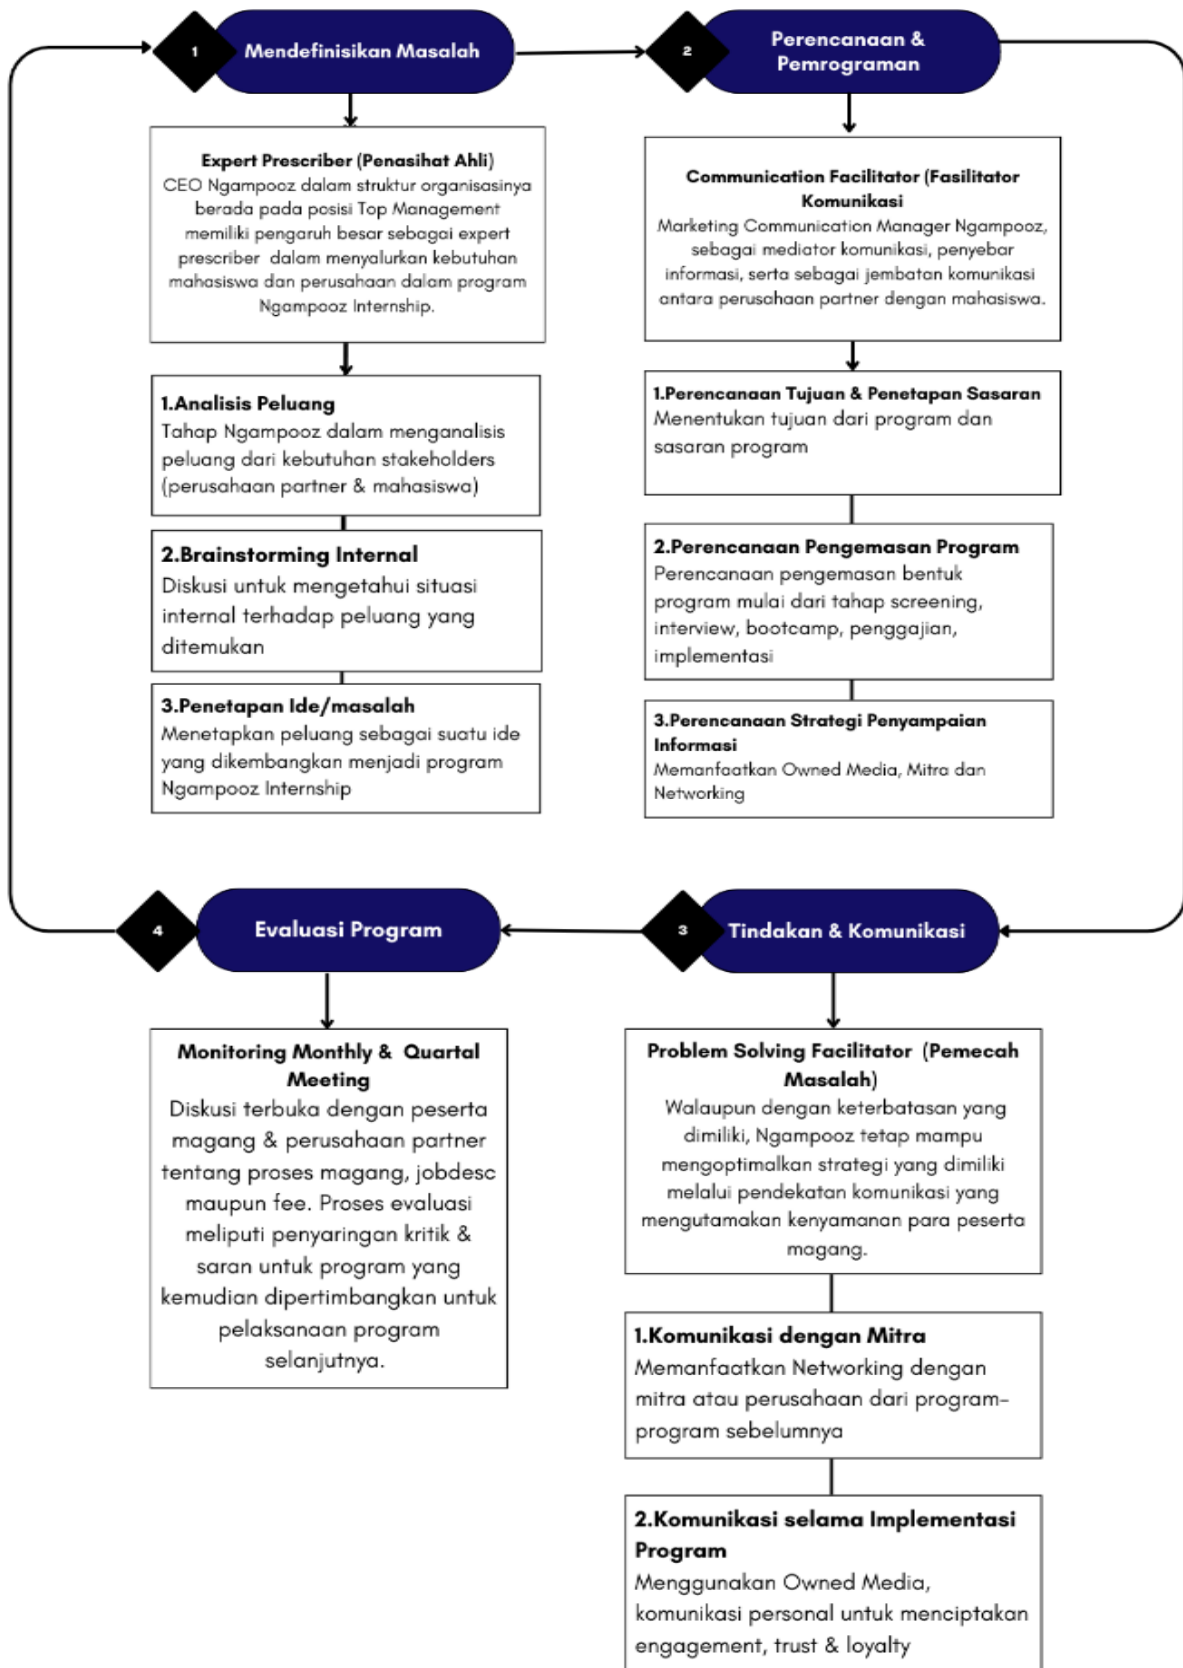 1
Mendefinisikan Masalah
Expert Prescriber (Penasihat Ahli)
CEO Ngampooz dalam struktur organisasinya
berada pada posisi Top Management
memiliki pengaruh besar sebagai expert
prescriber dalam menyalurkan kebutuhan
mahasiswa dan perusahaan dalam program
Ngampooz Internship.
1.Analisis Peluang
Tahap Ngampooz dalam menganalisis
peluang dari kebutuhan stakeholders
(perusahaan partner & mahasiswa)
2.Brainstorming Internal
Diskusi untuk mengetahui situasi
internal terhadap peluang yang
ditemukan
3.Penetapan Ide/masalah
Menetapkan peluang sebagai suatu ide
yang dikembangkan menjadi program
Ngampooz Internship
2
Perencanaan &
Pemrograman
Communication Facilitator (Fasilitator
Komunikasi
Marketing Communication Manager Ngampooz,
sebagai mediator komunikasi, penyebar
informasi, serta sebagai jembatan komunikasi
antara perusahaan partner dengan mahasiswa.
1.Perencanaan Tujuan & Penetapan Sasaran
Menentukan tujuan dari program dan
sasaran program
2.Perencanaan Pengemasan Program
Perencanaan pengemasan bentuk
program mulai dari tahap screening,
interview, bootcamp, penggajian,
implementasi
3.Perencanaan Strategi Penyampaian
Informasi
Memanfaatkan Owned Media, Mitra dan
Networking
3
Tindakan & Komunikasi
Problem Solving Facilitator (Pemecah
Masalah)
Walaupun dengan keterbatasan yang
dimiliki, Ngampooz tetap mampu
mengoptimalkan strategi yang dimiliki
melalui pendekatan komunikasi yang
mengutamakan kenyamanan para peserta
magang.
1.Komunikasi dengan Mitra
Memanfaatkan Networking dengan
mitra atau perusahaan dari program-
program sebelumnya
2.Komunikasi selama Implementasi
Program
Menggunakan Owned Media,
komunikasi personal untuk menciptakan
engagement, trust & loyalty
4
Evaluasi Program
Monitoring Monthly & Quartal
Meeting
Diskusi terbuka dengan peserta
magang & perusahaan partner
tentang proses magang, jobdesc
maupun fee. Proses evaluasi
meliputi penyaringan kritik &
saran untuk program yang
kemudian dipertimbangkan untuk
pelaksanaan program
selanjutnya.